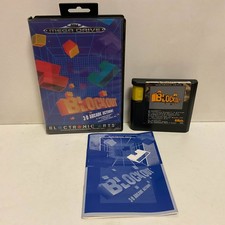 MEGA DRIVE
BLOCKOUT
3-D ARCADE ACTION!
ELECTRONIC ARTS
BLOCKOUT
BLOCKOUT
3-D ARCADE ACTION!